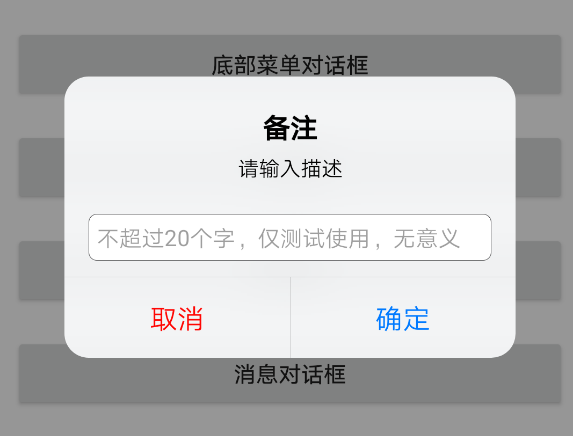 底部菜单对话框
备注
请输入描述
不超过20个字，仅测试使用，无意义
取消
确定
消息对话框